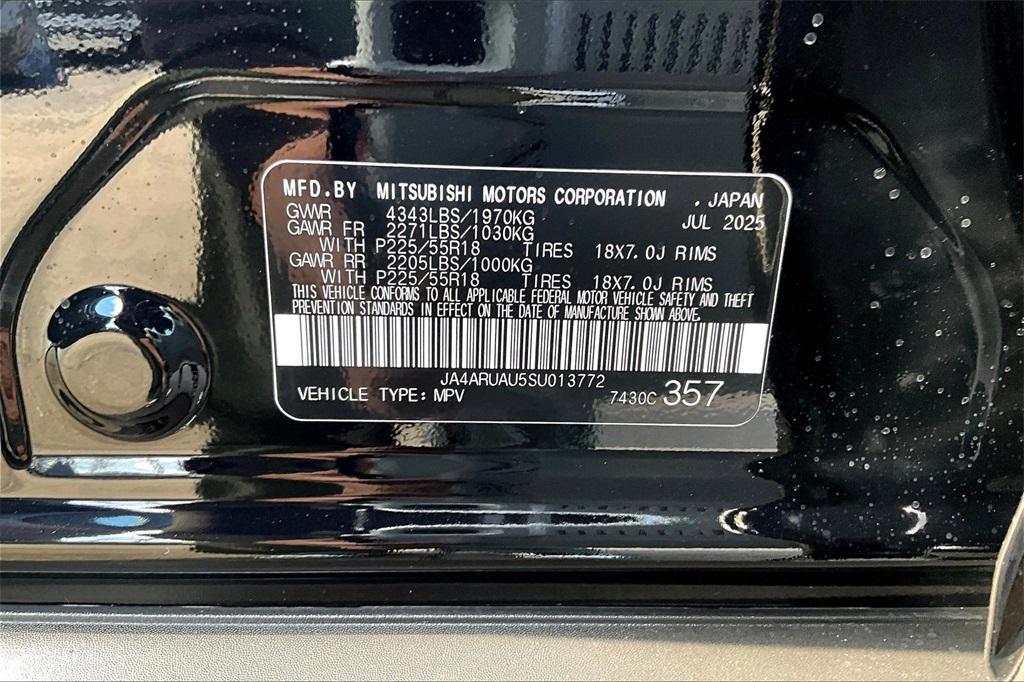 MFD.BY MITSUBISHI MOTORS CORPORATION . JAPAN
GVWR 4343LBS/1970KG JUL 2025
GAWR FR 2271LBS/1030KG
WITH P225/55R18 TIRES 18X7.0J RIMS
GAWR RR 2205LBS/1000KG
WITH P225/55R18 TIRES 18X7.0J RIMS
THIS VEHICLE CONFORMS TO ALL APPLICABLE FEDERAL MOTOR VEHICLE SAFETY AND THEFT
PREVENTION STANDARDS IN EFFECT ON THE DATE OF MANUFACTURE SHOWN ABOVE.
JA4ARUAU5SU013772
VEHICLE TYPE: MPV 7430C 357